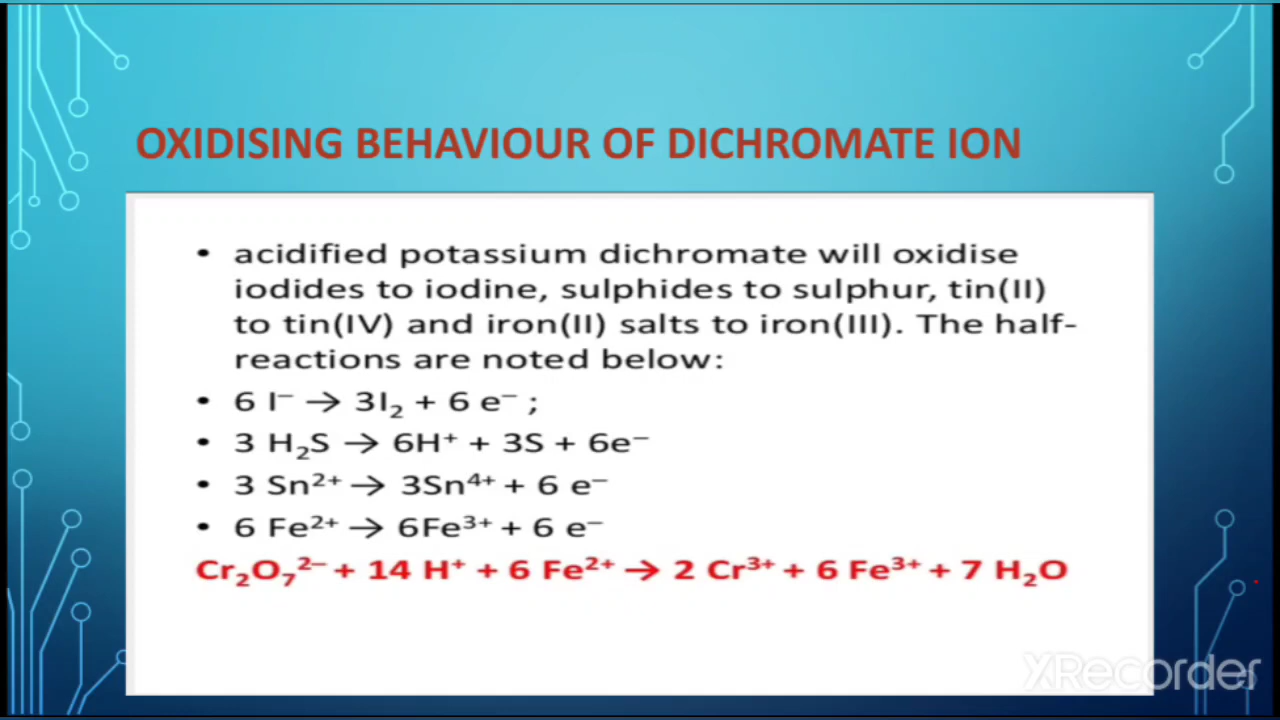 OXIDISING BEHAVIOUR OF DICHROMATE ION
• acidified potassium dichromate will oxidise
iodides to iodine, sulphides to sulphur, tin(II)
to tin(IV) and iron(II) salts to iron(III). The half-
reactions are noted below:
• 6 I⁻ → 3I₂ + 6 e⁻ ;
• 3 H₂S → 6H⁺ + 3S + 6e⁻
• 3 Sn²⁺ → 3Sn⁴⁺ + 6 e⁻
• 6 Fe²⁺ → 6Fe³⁺ + 6 e⁻
Cr₂O₇²⁻ + 14 H⁺ + 6 Fe²⁺ → 2 Cr³⁺ + 6 Fe³⁺ + 7 H₂O
XRecorder